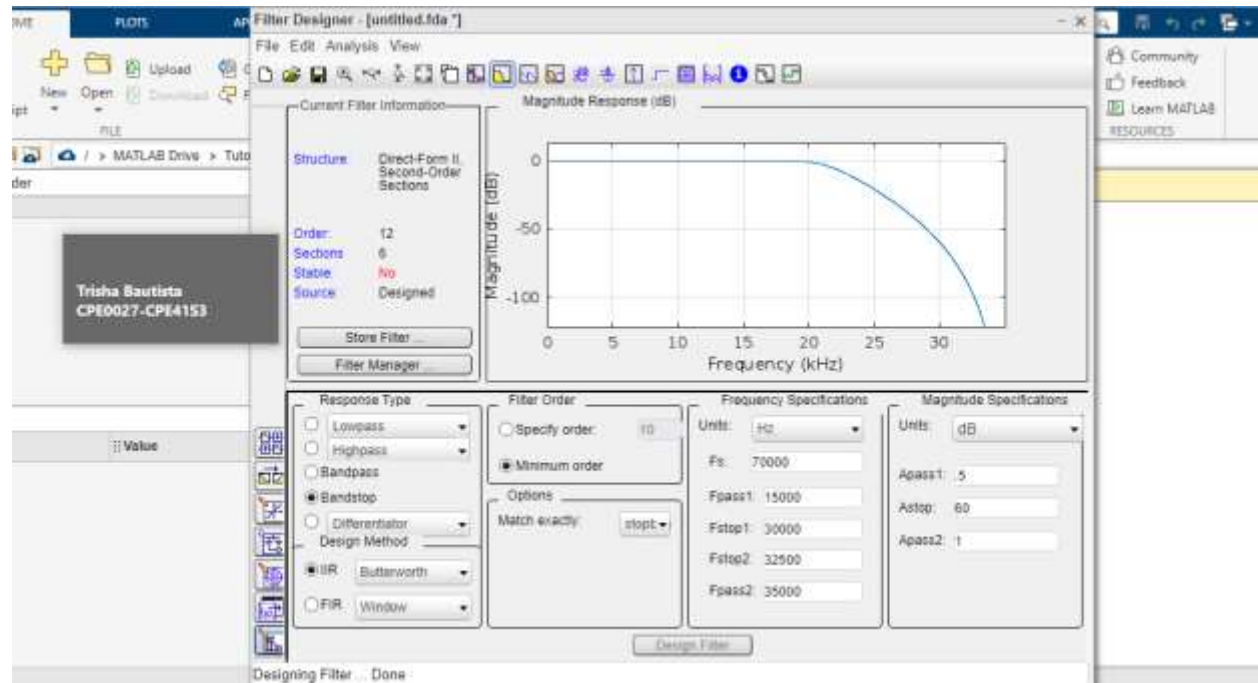 PLOTS
Filter Designer - [untitled.fda *]
File Edit Analysis View
Upload
New
Open
Download
FILE
Community
Feedback
Learn MATLAB
RESOURCES
/ > MATLAB Drive > Tuto
der
Value
Trisha Bautista
CPE0027-CPE4153
Current Filter Information
Structure: Direct-Form II,
Second-Order
Sections
Order: 12
Sections: 6
Stable: No
Source: Designed
Store Filter ...
Filter Manager ...
Magnitude Response (dB)
Magnitude (dB)
0
-50
-100
0 5 10 15 20 25 30
Frequency (kHz)
Response Type
Lowpass
Highpass
Bandpass
Bandstop
Differentiator
Design Method
IIR Butterworth
FIR Window
Filter Order
Specify order: 10
Minimum order
Options
Match exactly: stopb
Frequency Specifications
Units: Hz
Fs: 70000
Fpass1: 15000
Fstop1: 30000
Fstop2: 32500
Fpass2: 35000
Magnitude Specifications
Units: dB
Apass1: .5
Astop: 60
Apass2: 1
Design Filter
Designing Filter ... Done